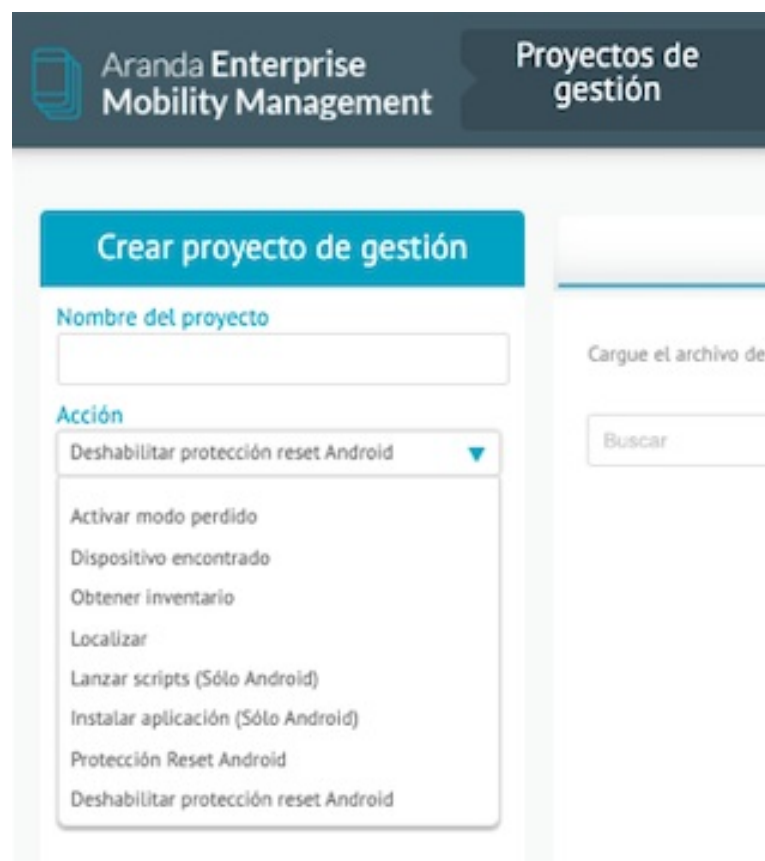 Aranda Enterprise
Mobility Management
Proyectos de
gestión
Crear proyecto de gestión
Nombre del proyecto
Cargue el archivo de
Acción
Deshabilitar protección reset Android
Buscar
Activar modo perdido
Dispositivo encontrado
Obtener inventario
Localizar
Lanzar scripts (Sólo Android)
Instalar aplicación (Sólo Android)
Protección Reset Android
Deshabilitar protección reset Android